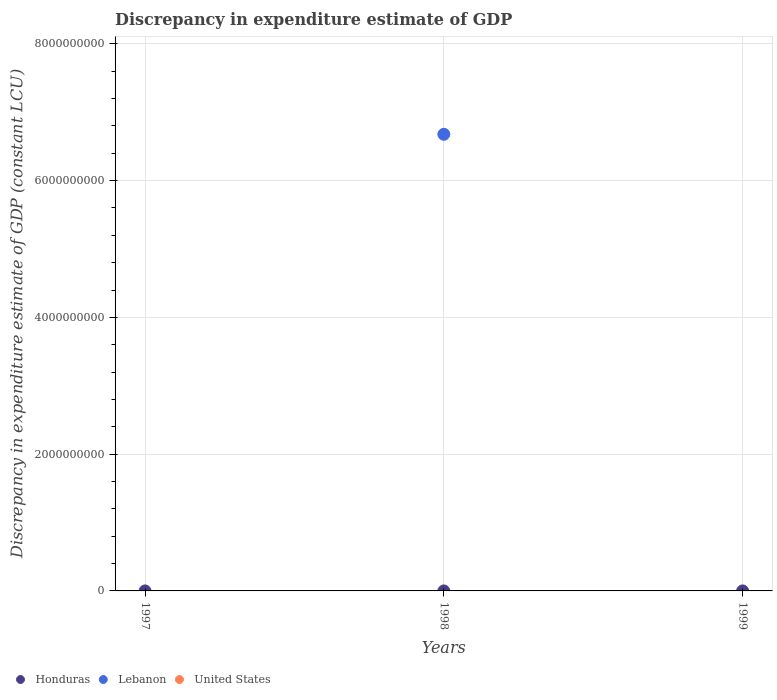 Discrepancy in expenditure estimate of GDP
Discrepancy in expenditure estimate of GDP (constant LCU)
8000000000
6000000000
4000000000
2000000000
0
1997
1998
1999
Years
Honduras
Lebanon
United States